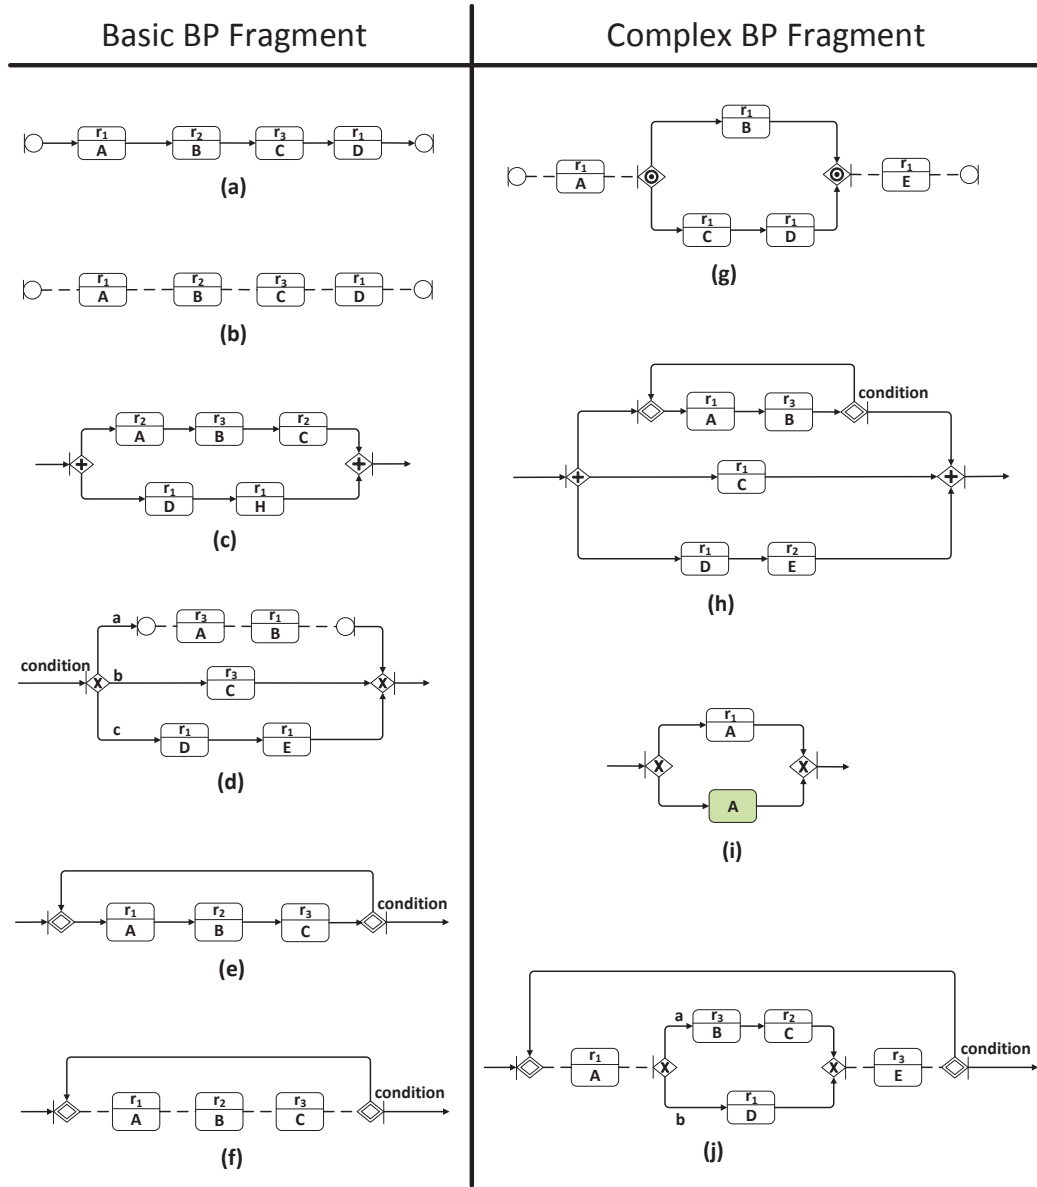 Basic BP Fragment
r1 r2 r3 r1
A B C D
(a)
r1 r2 r3 r1
A B C D
(b)
r2 r3 r2
A B C
+ +
r1 r1
D H
(c)
a r3 r1
A B
condition
X b r3 X
C
c r1 r1
D E
(d)
r1 r2 r3 condition
A B C
(e)
condition
r1 r2 r3
A B C
(f)
Complex BP Fragment
r1
B
r1 r1
A E
r1 r1
C D
(g)
condition
r1 r3
A B
+ r1 +
C
r1 r2
D E
(h)
r1
A
X X
A
(i)
a r3 r2
B C
condition
r1 X X r3
A E
r1
b D
(j)